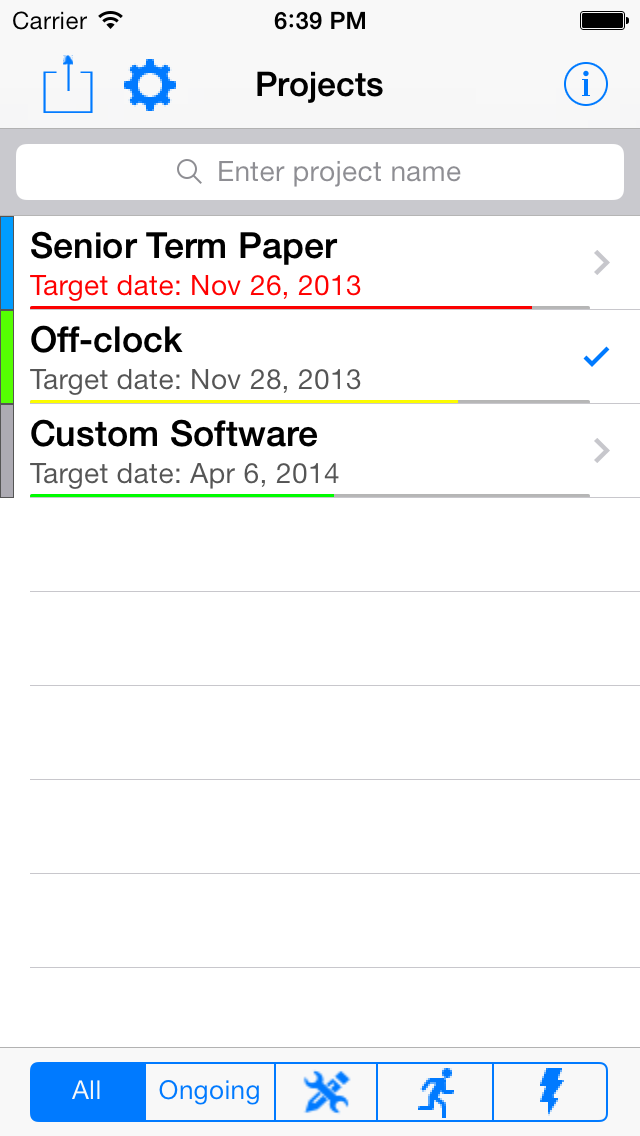 Carrier 6:39 PM
Projects
Enter project name
Senior Term Paper
Target date: Nov 26, 2013
Off-clock
Target date: Nov 28, 2013
Custom Software
Target date: Apr 6, 2014
All Ongoing